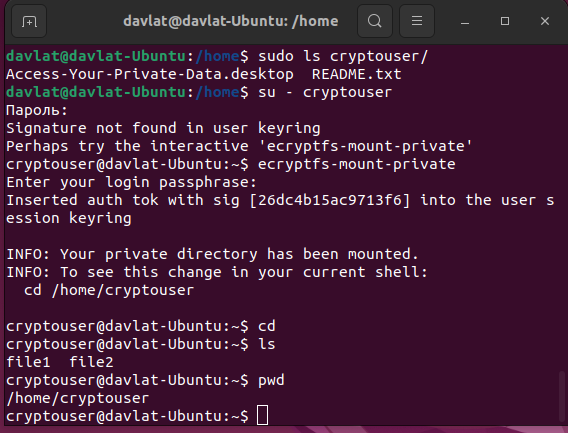 davlat@davlat-Ubuntu: /home
davlat@davlat-Ubuntu:/home$ sudo ls cryptouser/
Access-Your-Private-Data.desktop  README.txt
davlat@davlat-Ubuntu:/home$ su - cryptouser
Пароль:
Signature not found in user keyring
Perhaps try the interactive 'ecryptfs-mount-private'
cryptouser@davlat-Ubuntu:~$ ecryptfs-mount-private
Enter your login passphrase:
Inserted auth tok with sig [26dc4b15ac9713f6] into the user s
ession keyring
INFO: Your private directory has been mounted.
INFO: To see this change in your current shell:
  cd /home/cryptouser
cryptouser@davlat-Ubuntu:~$ cd
cryptouser@davlat-Ubuntu:~$ ls
file1  file2
cryptouser@davlat-Ubuntu:~$ pwd
/home/cryptouser
cryptouser@davlat-Ubuntu:~$